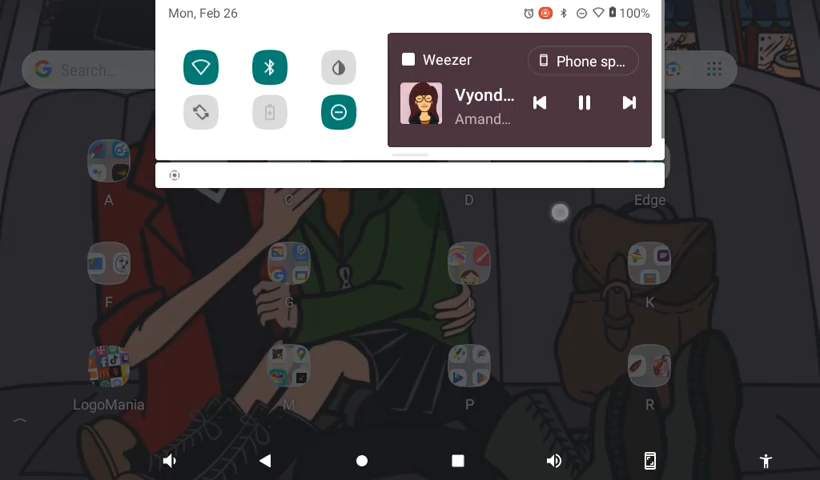 Mon, Feb 26
100%
Weezer
Phone sp...
Vyond...
Amand...
Search...
A
D
Edge
F
G
I
K
LogoMania
M
P
R